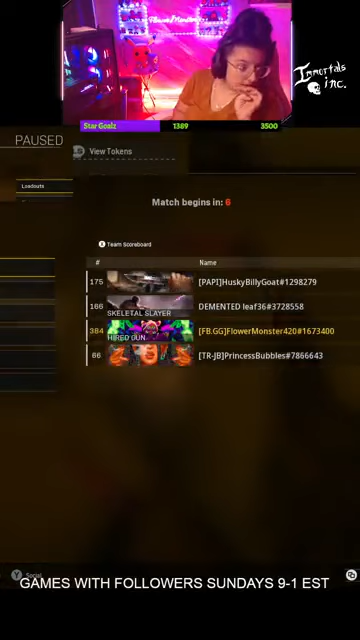 Immortals
inc.
Star Goalz 1389 3500
PAUSED
View Tokens
Loadouts
Match begins in: 6
Team Scoreboard
# Name
175 [PAPI]HuskyBillyGoat#1298279
166 SKELETAL SLAYER DEMENTED leaf36#3728558
384 HIRED GUN [FB.GG]FlowerMonster420#1673400
66 [TR-JB]PrincessBubbles#7866643
Y Social
GAMES WITH FOLLOWERS SUNDAYS 9-1 EST